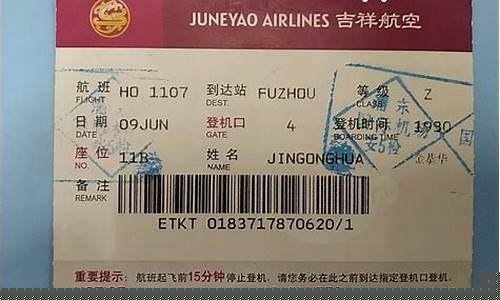 JUNEYAO AIRLINES 吉祥航空
航 班 HO 1107 到达站 FUZHOU 等 级 Z
FLIGHT DEST. CLASS
日 期 09JUN 登机口 4 登机时间 1930
DATE GATE BOARDING TIME
座 位 11B 姓 名 JINGONGHUA 金恭华
NO. NAME
备 注
REMARK
ETKT 0183717870620/1
重要提示：航班起飞前15分钟停止登机，请您务必在此之前到达指定登机口登机。